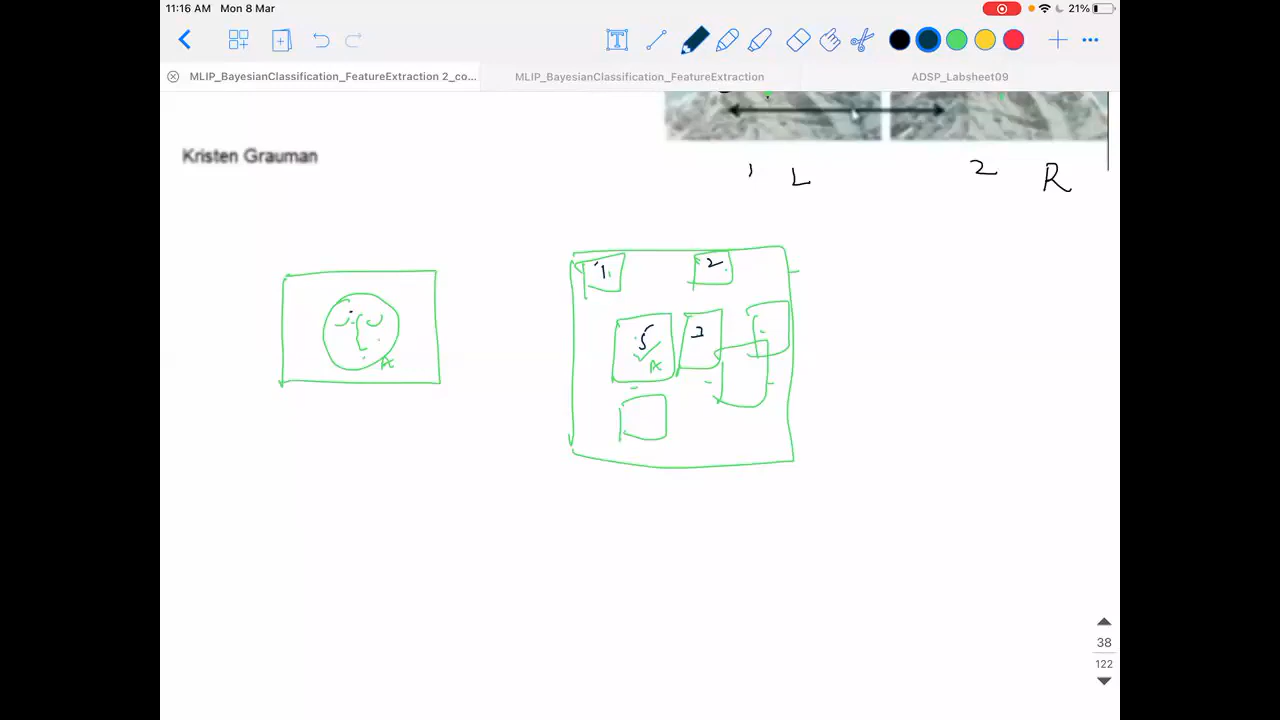 11:16 AM Mon 8 Mar
21%
MLIP_BayesianClassification_FeatureExtraction 2_co...
MLIP_BayesianClassification_FeatureExtraction
ADSP_Labsheet09
Kristen Grauman
1 L 2 R
1 2
5 3
A
A
38
122